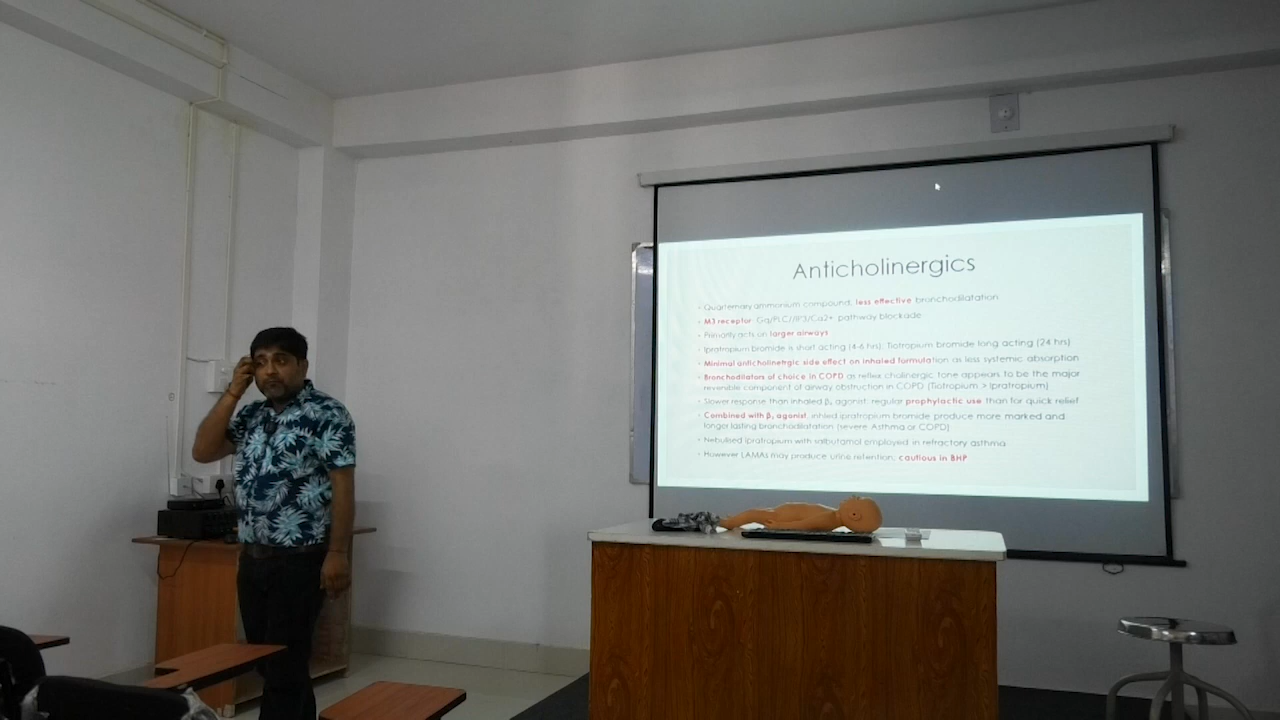 Anticholinergics
Quarternary ammonium compound; less effective bronchodilatation
M3 receptor: Gq/PLC//IP3/Ca2+ pathway blockade
Primarily acts on larger airways
Ipratropium bromide is short acting (4-6 hrs); Tiotropium bromide long acting (24 hrs)
Minimal anticholinetrgic side effect on inhaled formulation as less systemic absorption
Bronchodilators of choice in COPD as reflex cholinergic tone appears to be the major
reversible component of airway obstruction in COPD (Tiotropium > Ipratropium)
Slower response than inhaled β₂ agonist: regular prophylactic use than for quick relief
Combined with β₂ agonist, inhled ipratropium bromide produce more marked and
longer lasting bronchodilatation (severe Asthma or COPD)
Nebulised Ipratropium with salbutamol employed in refractory asthma
However LAMAs may produce urine retention; cautious in BHP